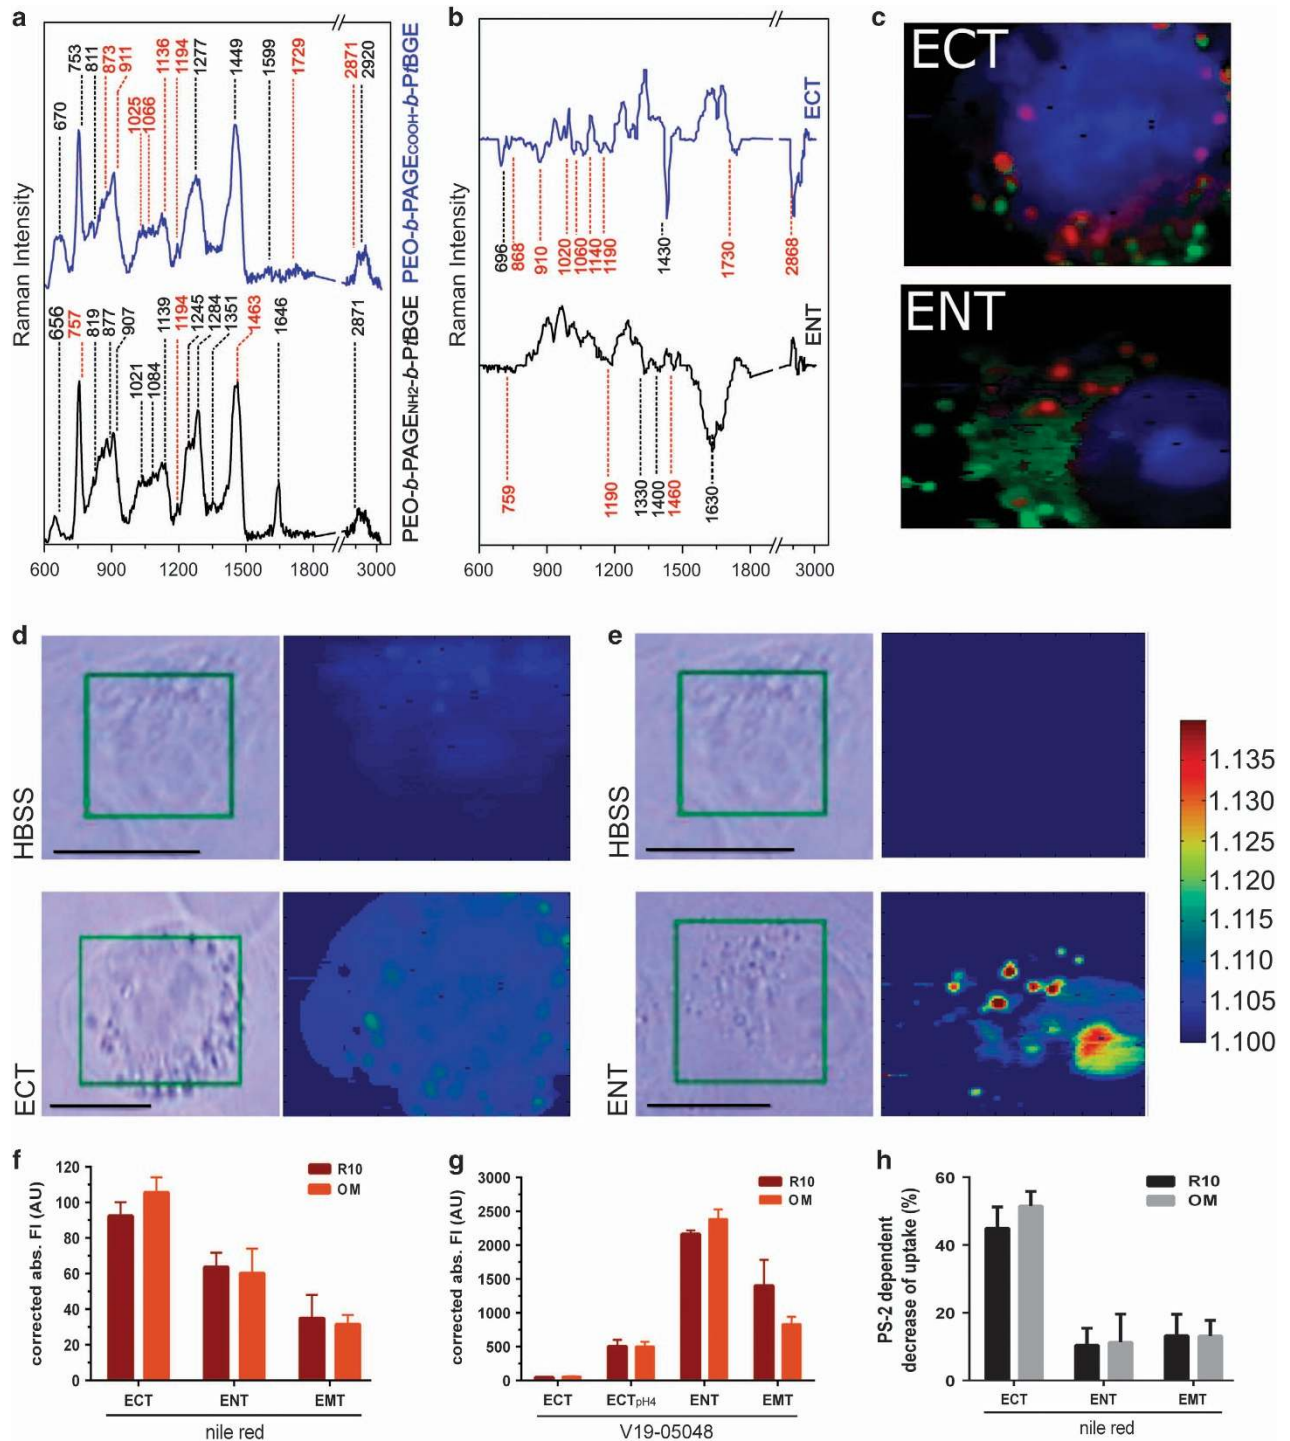 a
753
811
873
911
1136
1194
1277
1449
1599
1729
2871
2920
670
1025
1066
Raman Intensity
PEO-b-PAGECOOH-b-PtBGE
656
757
819
877
907
1139
1194
1245
1284
1351
1463
1646
2871
1021
1084
PEO-b-PAGENH2-b-PtBGE
600 900 1200 1500 1800 3000
b
Raman Intensity
ECT
696
868
910
1020
1060
1140
1190
1430
1730
2868
ENT
759
1190
1330
1400
1460
1630
600 900 1200 1500 1800 3000
c
ECT
ENT
d
HBSS
ECT
e
HBSS
ENT
1.135
1.130
1.125
1.120
1.115
1.110
1.105
1.100
f
corrected abs. FI (AU)
120
100
80
60
40
20
0
R10
OM
ECT ENT EMT
nile red
g
corrected abs. FI (AU)
3000
2500
2000
1500
1000
500
0
R10
OM
ECT ECTpH4 ENT EMT
V19-05048
h
PS-2 dependent
decrease of uptake (%)
60
40
20
0
R10
OM
ECT ENT EMT
nile red